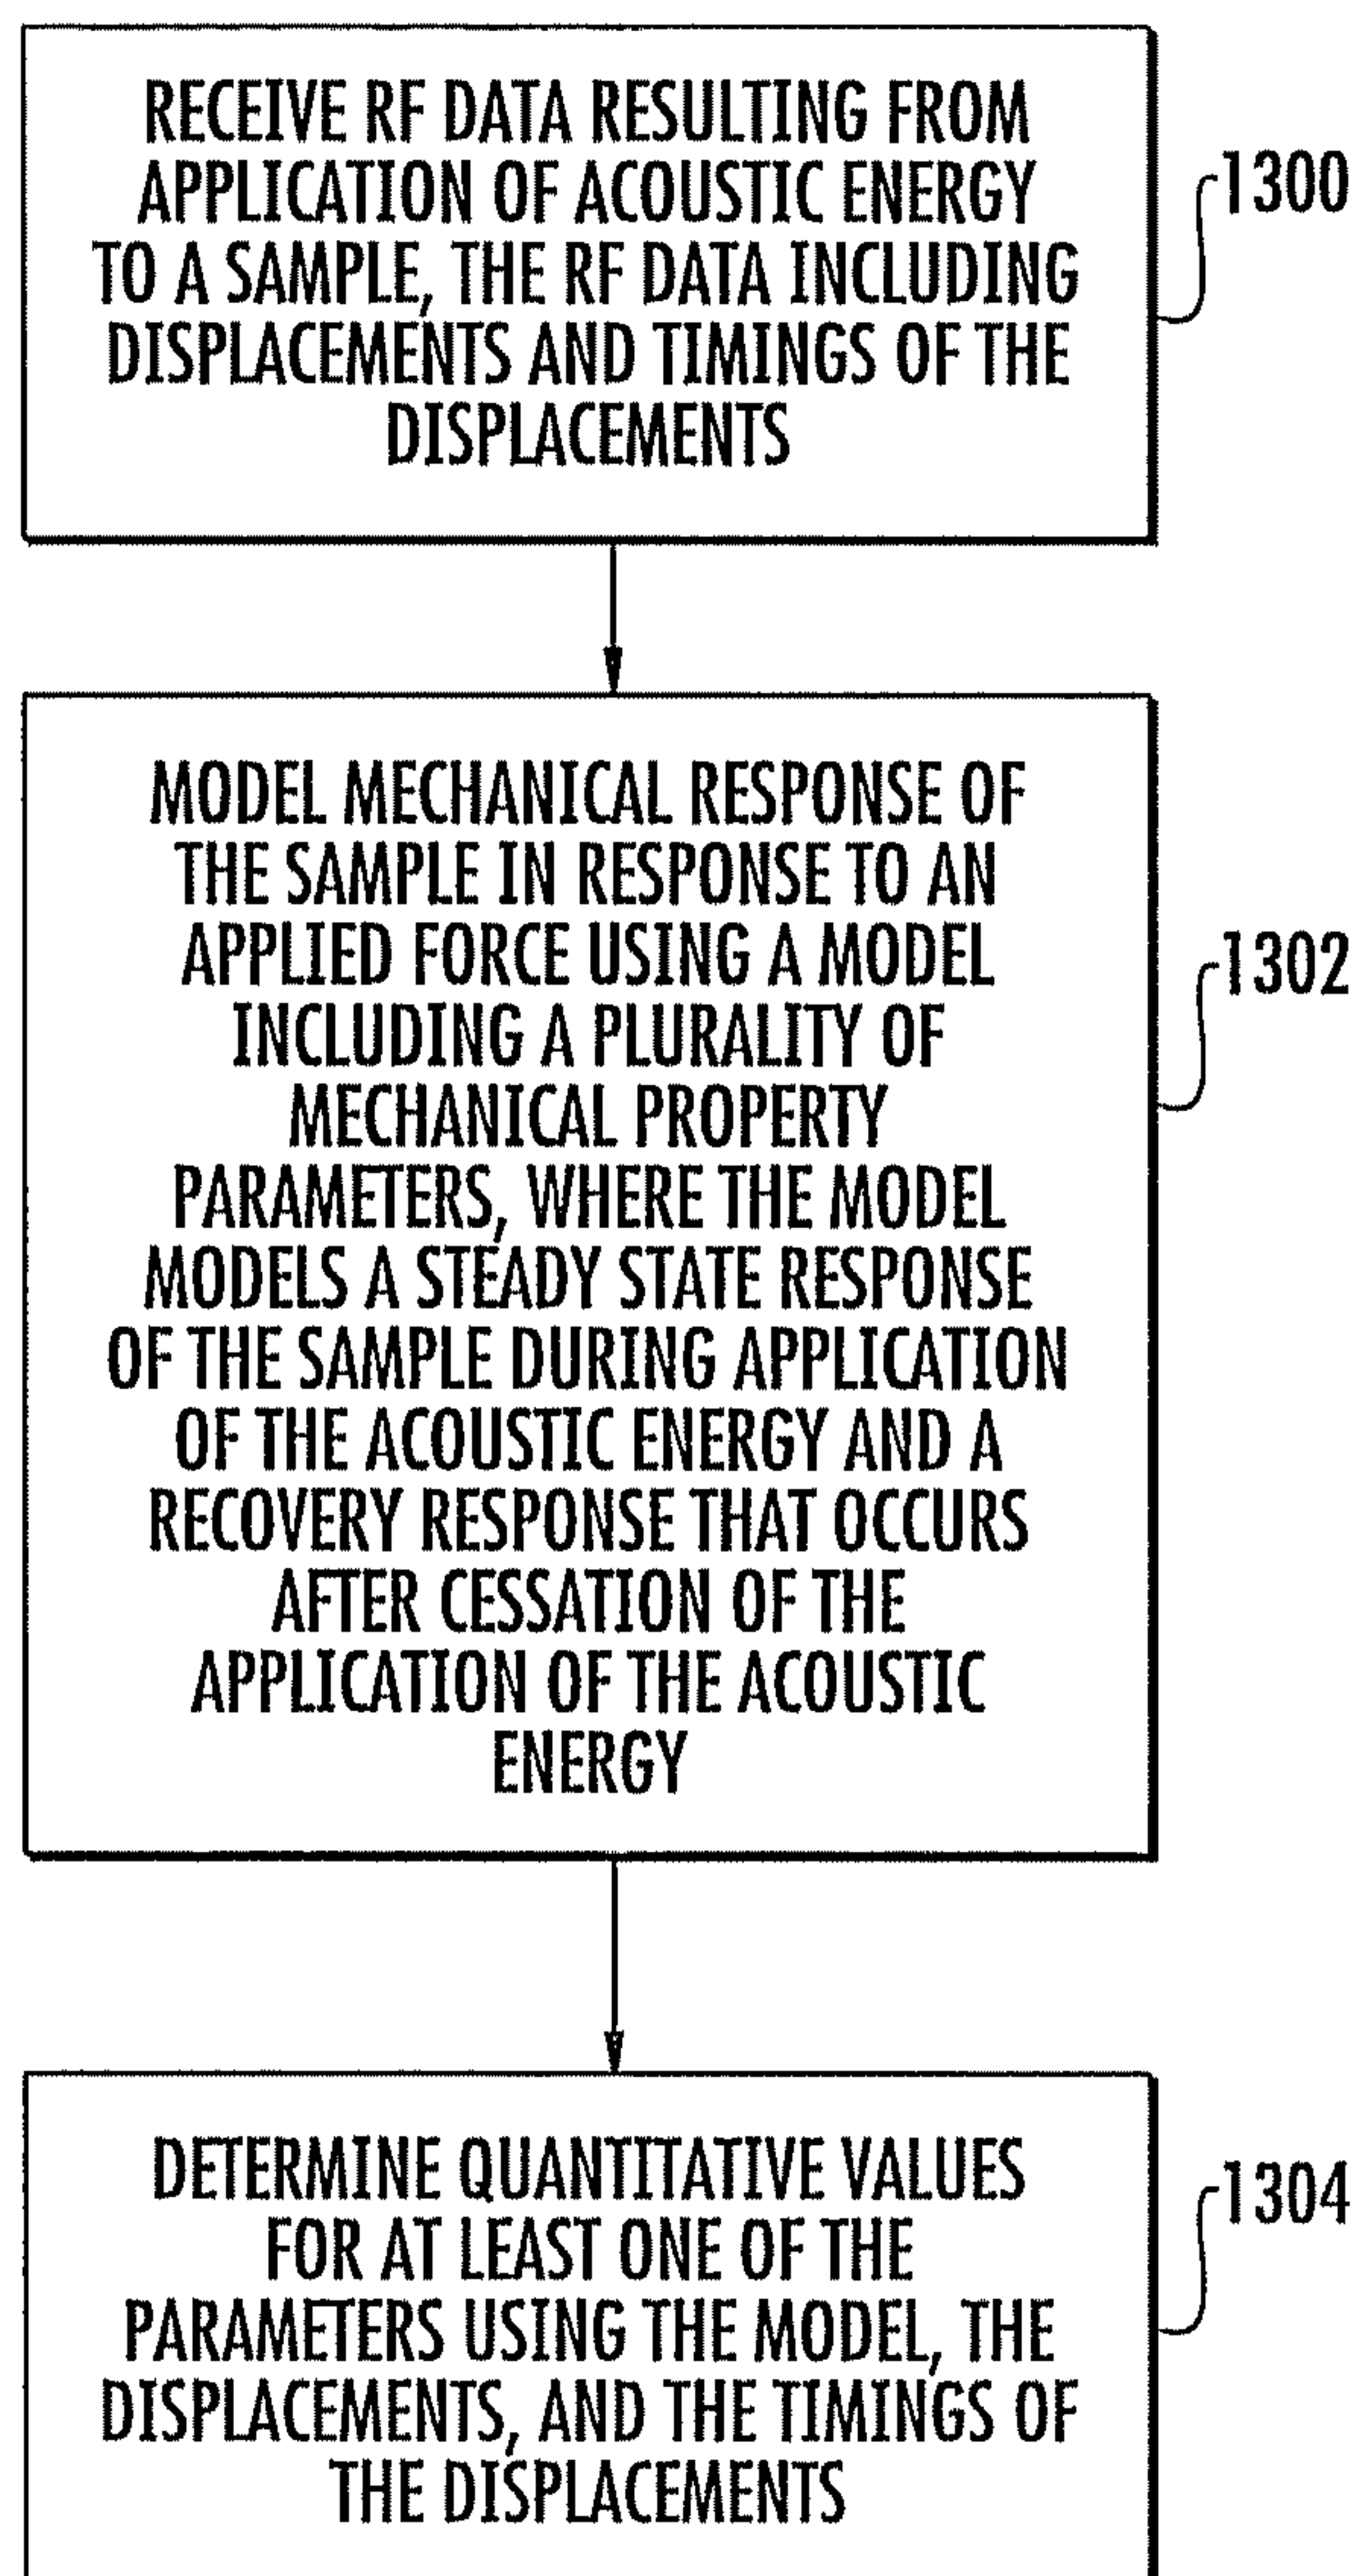 RECEIVE RF DATA RESULTING FROM
APPLICATION OF ACOUSTIC ENERGY
TO A SAMPLE, THE RF DATA INCLUDING
DISPLACEMENTS AND TIMINGS OF THE
DISPLACEMENTS
1300
MODEL MECHANICAL RESPONSE OF
THE SAMPLE IN RESPONSE TO AN
APPLIED FORCE USING A MODEL
INCLUDING A PLURALITY OF
MECHANICAL PROPERTY
PARAMETERS, WHERE THE MODEL
MODELS A STEADY STATE RESPONSE
OF THE SAMPLE DURING APPLICATION
OF THE ACOUSTIC ENERGY AND A
RECOVERY RESPONSE THAT OCCURS
AFTER CESSATION OF THE
APPLICATION OF THE ACOUSTIC
ENERGY
1302
DETERMINE QUANTITATIVE VALUES
FOR AT LEAST ONE OF THE
PARAMETERS USING THE MODEL, THE
DISPLACEMENTS, AND THE TIMINGS OF
THE DISPLACEMENTS
1304